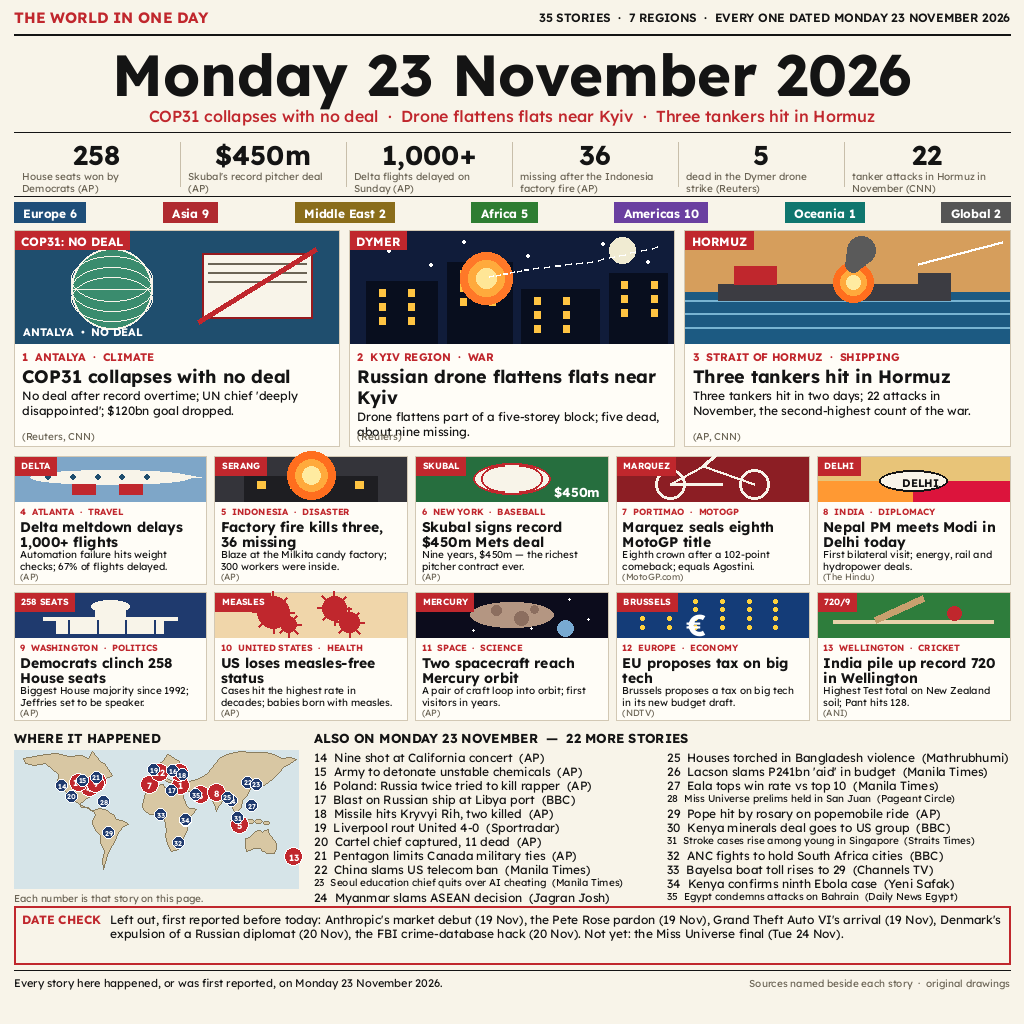 THE WORLD IN ONE DAY
35 STORIES · 7 REGIONS · EVERY ONE DATED MONDAY 23 NOVEMBER 2026
Monday 23 November 2026
COP31 collapses with no deal · Drone flattens flats near Kyiv · Three tankers hit in Hormuz
258
House seats won by
Democrats (AP)
$450m
Skubal's record pitcher deal
(AP)
1,000+
Delta flights delayed on
Sunday (AP)
36
missing after the Indonesia
factory fire (AP)
5
dead in the Dymer drone
strike (Reuters)
22
tanker attacks in Hormuz in
November (CNN)
Europe 6
Asia 9
Middle East 2
Africa 5
Americas 10
Oceania 1
Global 2
COP31: NO DEAL
ANTALYA • NO DEAL
1 ANTALYA · CLIMATE
COP31 collapses with no deal
No deal after record overtime; UN chief 'deeply
disappointed'; $120bn goal dropped.
(Reuters, CNN)
DYMER
2 KYIV REGION · WAR
Russian drone flattens flats near
Kyiv
Drone flattens part of a five-storey block; five dead,
about nine missing.
(Reuters)
HORMUZ
3 STRAIT OF HORMUZ · SHIPPING
Three tankers hit in Hormuz
Three tankers hit in two days; 22 attacks in
November, the second-highest count of the war.
(AP, CNN)
DELTA
4 ATLANTA · TRAVEL
Delta meltdown delays
1,000+ flights
Automation failure hits weight
checks; 67% of flights delayed.
(AP)
SERANG
5 INDONESIA · DISASTER
Factory fire kills three,
36 missing
Blaze at the Milkita candy factory;
300 workers were inside.
(AP)
SKUBAL
$450m
6 NEW YORK · BASEBALL
Skubal signs record
$450m Mets deal
Nine years, $450m — the richest
pitcher contract ever.
(AP)
MARQUEZ
7 PORTIMAO · MOTOGP
Marquez seals eighth
MotoGP title
Eighth crown after a 102-point
comeback; equals Agostini.
(MotoGP.com)
DELHI
DELHI
8 INDIA · DIPLOMACY
Nepal PM meets Modi in
Delhi today
First bilateral visit; energy, rail and
hydropower deals.
(The Hindu)
258 SEATS
9 WASHINGTON · POLITICS
Democrats clinch 258
House seats
Biggest House majority since 1992;
Jeffries set to be speaker.
(AP)
MEASLES
10 UNITED STATES · HEALTH
US loses measles-free
status
Cases hit the highest rate in
decades; babies born with measles.
(AP)
MERCURY
11 SPACE · SCIENCE
Two spacecraft reach
Mercury orbit
A pair of craft loop into orbit; first
visitors in years.
(AP)
BRUSSELS
€
12 EUROPE · ECONOMY
EU proposes tax on big
tech
Brussels proposes a tax on big tech
in its new budget draft.
(NDTV)
720/9
13 WELLINGTON · CRICKET
India pile up record 720
in Wellington
Highest Test total on New Zealand
soil; Pant hits 128.
(ANI)
WHERE IT HAPPENED
13
Each number is that story on this page.
ALSO ON MONDAY 23 NOVEMBER — 22 MORE STORIES
14 Nine shot at California concert (AP)
15 Army to detonate unstable chemicals (AP)
16 Poland: Russia twice tried to kill rapper (AP)
17 Blast on Russian ship at Libya port (BBC)
18 Missile hits Kryvyi Rih, two killed (AP)
19 Liverpool rout United 4-0 (Sportradar)
20 Cartel chief captured, 11 dead (AP)
21 Pentagon limits Canada military ties (AP)
22 China slams US telecom ban (Manila Times)
23 Seoul education chief quits over AI cheating (Manila Times)
24 Myanmar slams ASEAN decision (Jagran Josh)
25 Houses torched in Bangladesh violence (Mathrubhumi)
26 Lacson slams P241bn 'aid' in budget (Manila Times)
27 Eala tops win rate vs top 10 (Manila Times)
28 Miss Universe prelims held in San Juan (Pageant Circle)
29 Pope hit by rosary on popemobile ride (AP)
30 Kenya minerals deal goes to US group (BBC)
31 Stroke cases rise among young in Singapore (Straits Times)
32 ANC fights to hold South Africa cities (BBC)
33 Bayelsa boat toll rises to 29 (Channels TV)
34 Kenya confirms ninth Ebola case (Yeni Safak)
35 Egypt condemns attacks on Bahrain (Daily News Egypt)
DATE CHECK Left out, first reported before today: Anthropic's market debut (19 Nov), the Pete Rose pardon (19 Nov), Grand Theft Auto VI's arrival (19 Nov), Denmark's
expulsion of a Russian diplomat (20 Nov), the FBI crime-database hack (20 Nov). Not yet: the Miss Universe final (Tue 24 Nov).
Every story here happened, or was first reported, on Monday 23 November 2026.
Sources named beside each story · original drawings